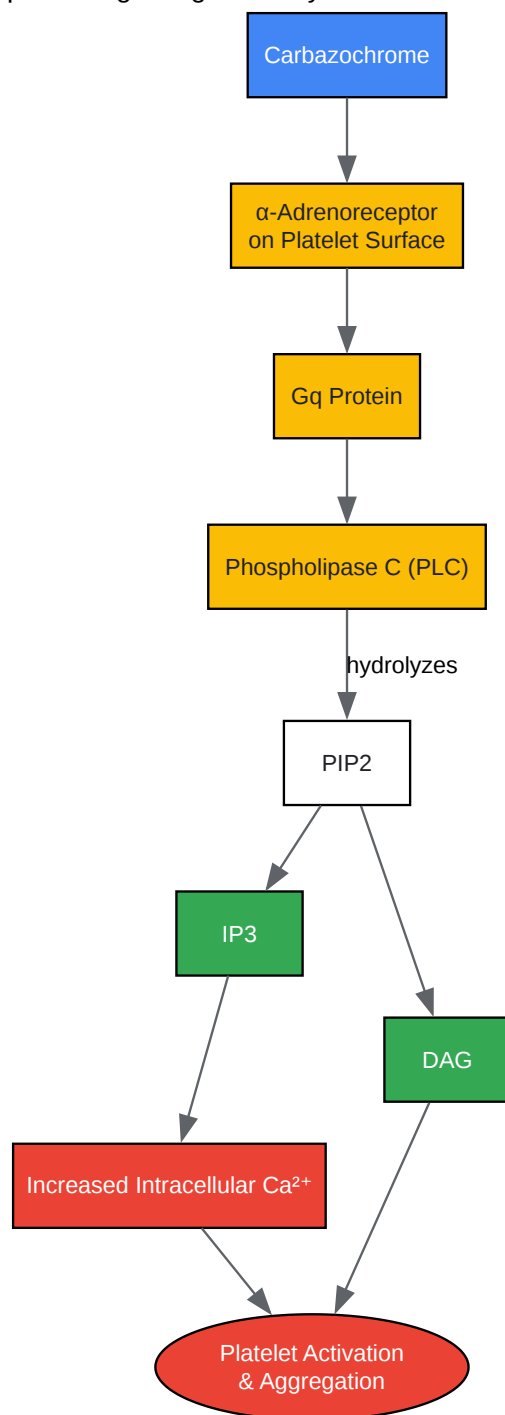 Carbazochrome
α-Adrenoreceptor
on Platelet Surface
Gq Protein
Phospholipase C (PLC)
hydrolyzes
PIP2
IP3
DAG
Increased Intracellular Ca²⁺
Platelet Activation
& Aggregation